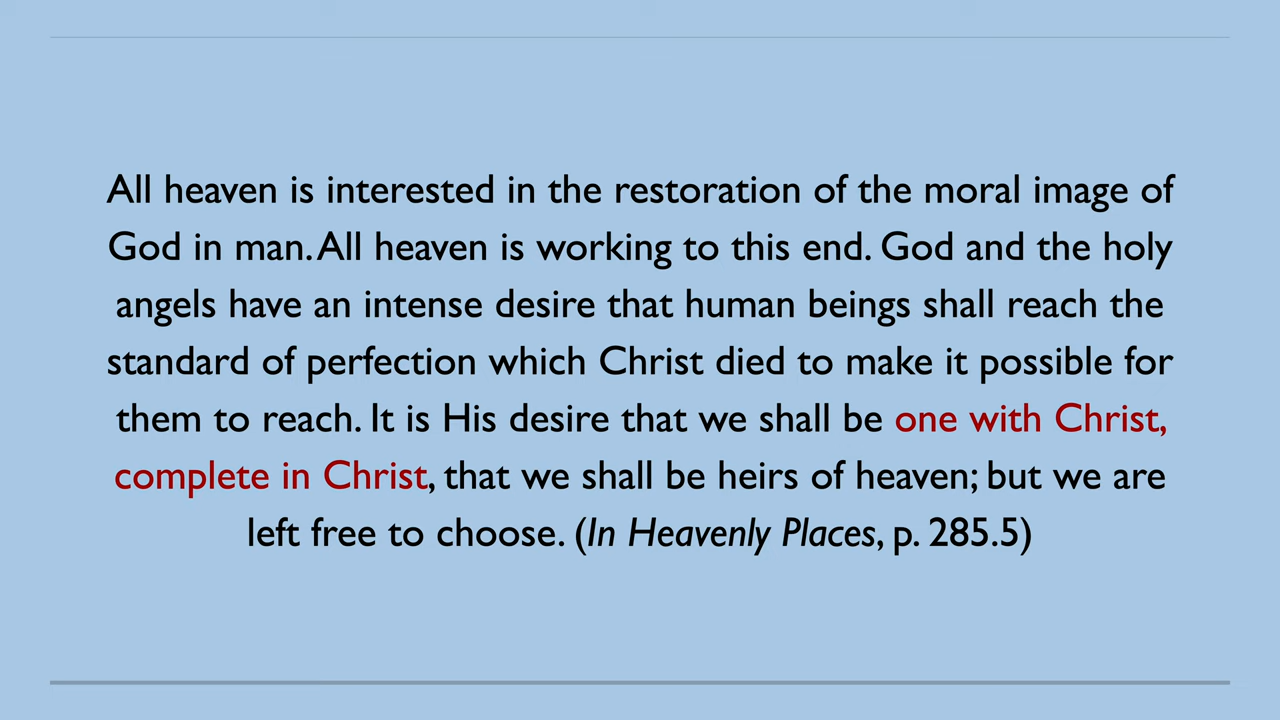 All heaven is interested in the restoration of the moral image of
God in man. All heaven is working to this end. God and the holy
angels have an intense desire that human beings shall reach the
standard of perfection which Christ died to make it possible for
them to reach. It is His desire that we shall be one with Christ,
complete in Christ, that we shall be heirs of heaven; but we are
left free to choose. (In Heavenly Places, p. 285.5)